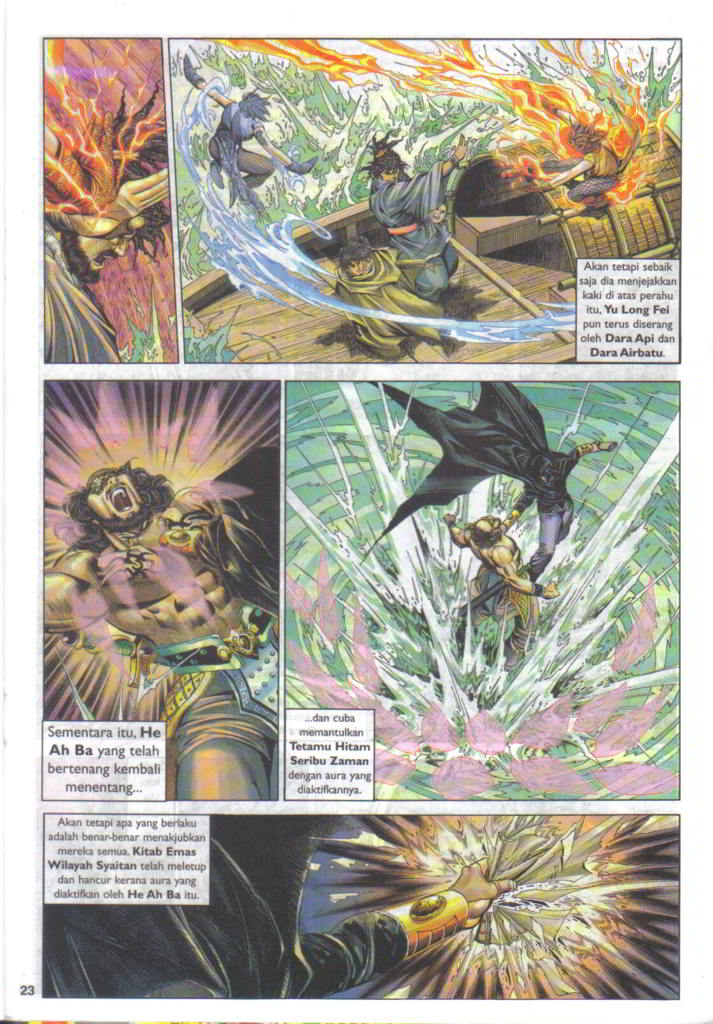 Akan tetapi sebaik
saja dia menjejakkan
kaki di atas perahu
itu, Yu Long Fei
pun terus diserang
oleh Dara Api dan
Dara Airbatu.
Sementara itu, He
Ah Ba yang telah
bertenang kembali
menentang...
...dan cuba
memantulkan
Tetamu Hitam
Seribu Zaman
dengan aura yang
diaktifkannya.
Akan tetapi apa yang berlaku
adalah benar-benar menakjubkan
mereka semua. Kitab Emas
Wilayah Syaitan telah meletup
dan hancur kerana aura yang
diaktifkan oleh He Ah Ba itu.
23